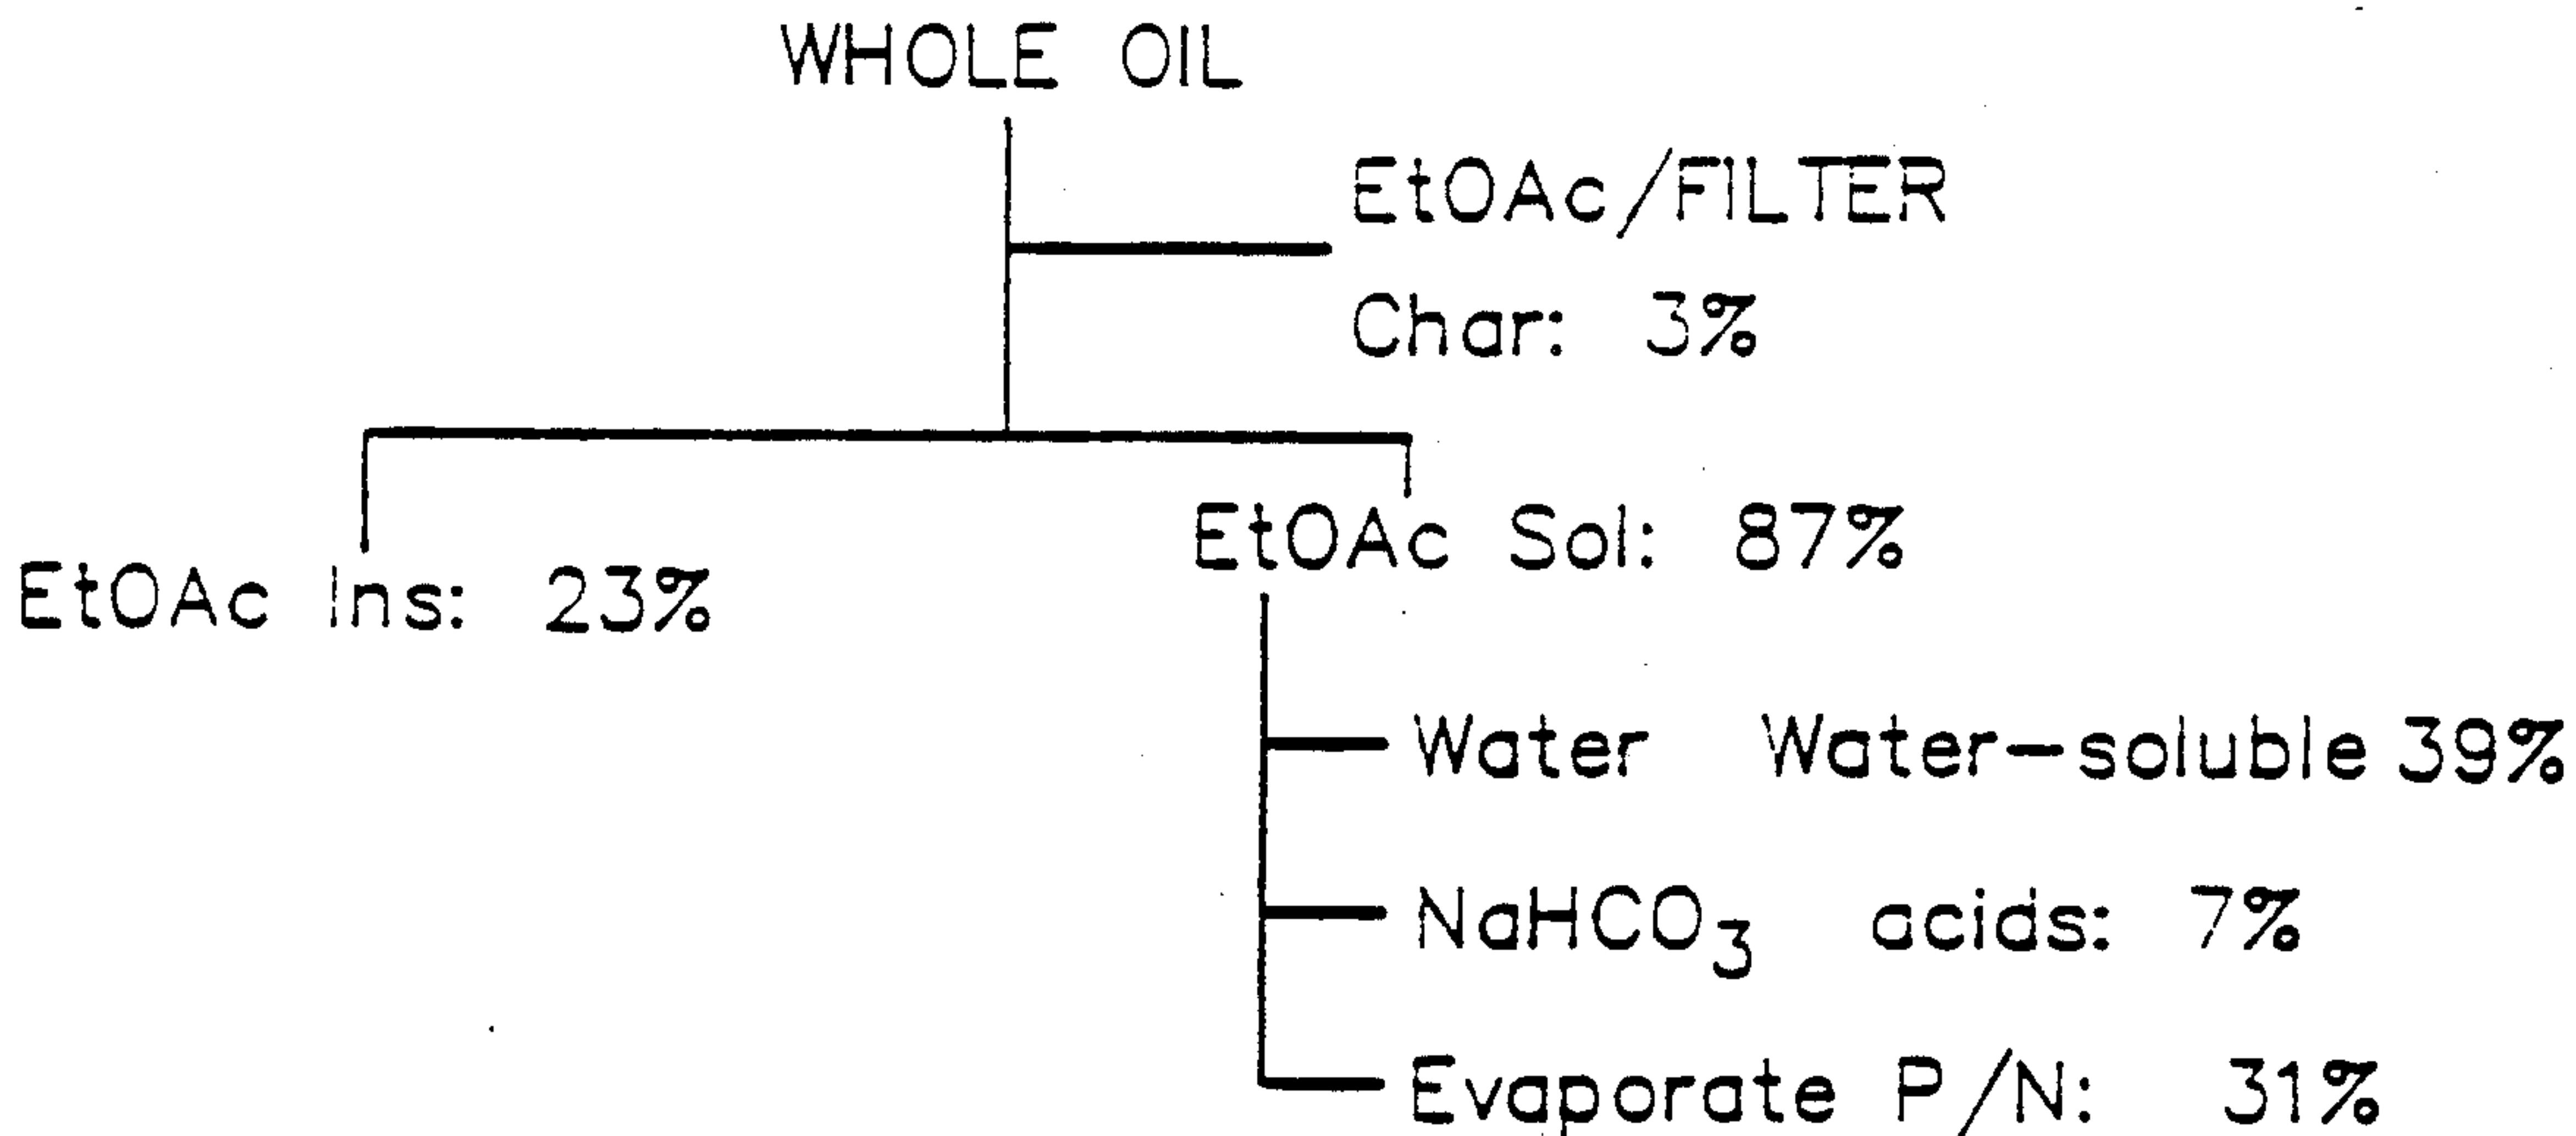 WHOLE OIL
EtOAc/FILTER
Char: 3%
EtOAc Sol: 87%
EtOAc Ins: 23%
Water Water-soluble 39%
NaHCO₃ acids: 7%
Evaporate P/N: 31%